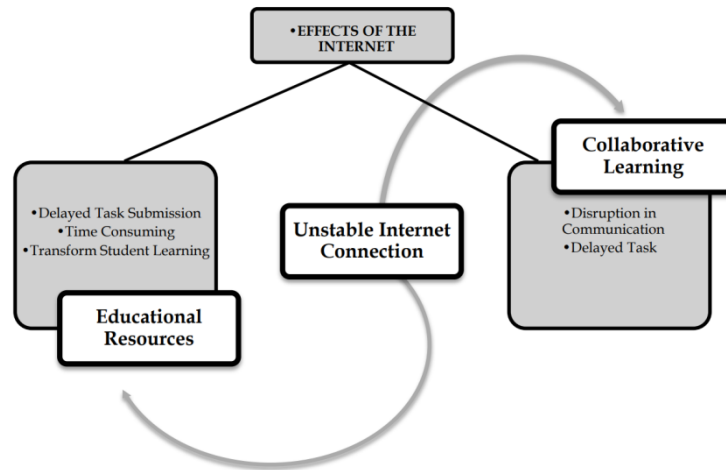 •EFFECTS OF THE
INTERNET
Collaborative
Learning
•Delayed Task Submission
•Time Consuming
•Transform Student Learning
Unstable Internet
Connection
•Disruption in
Communication
•Delayed Task
Educational
Resources